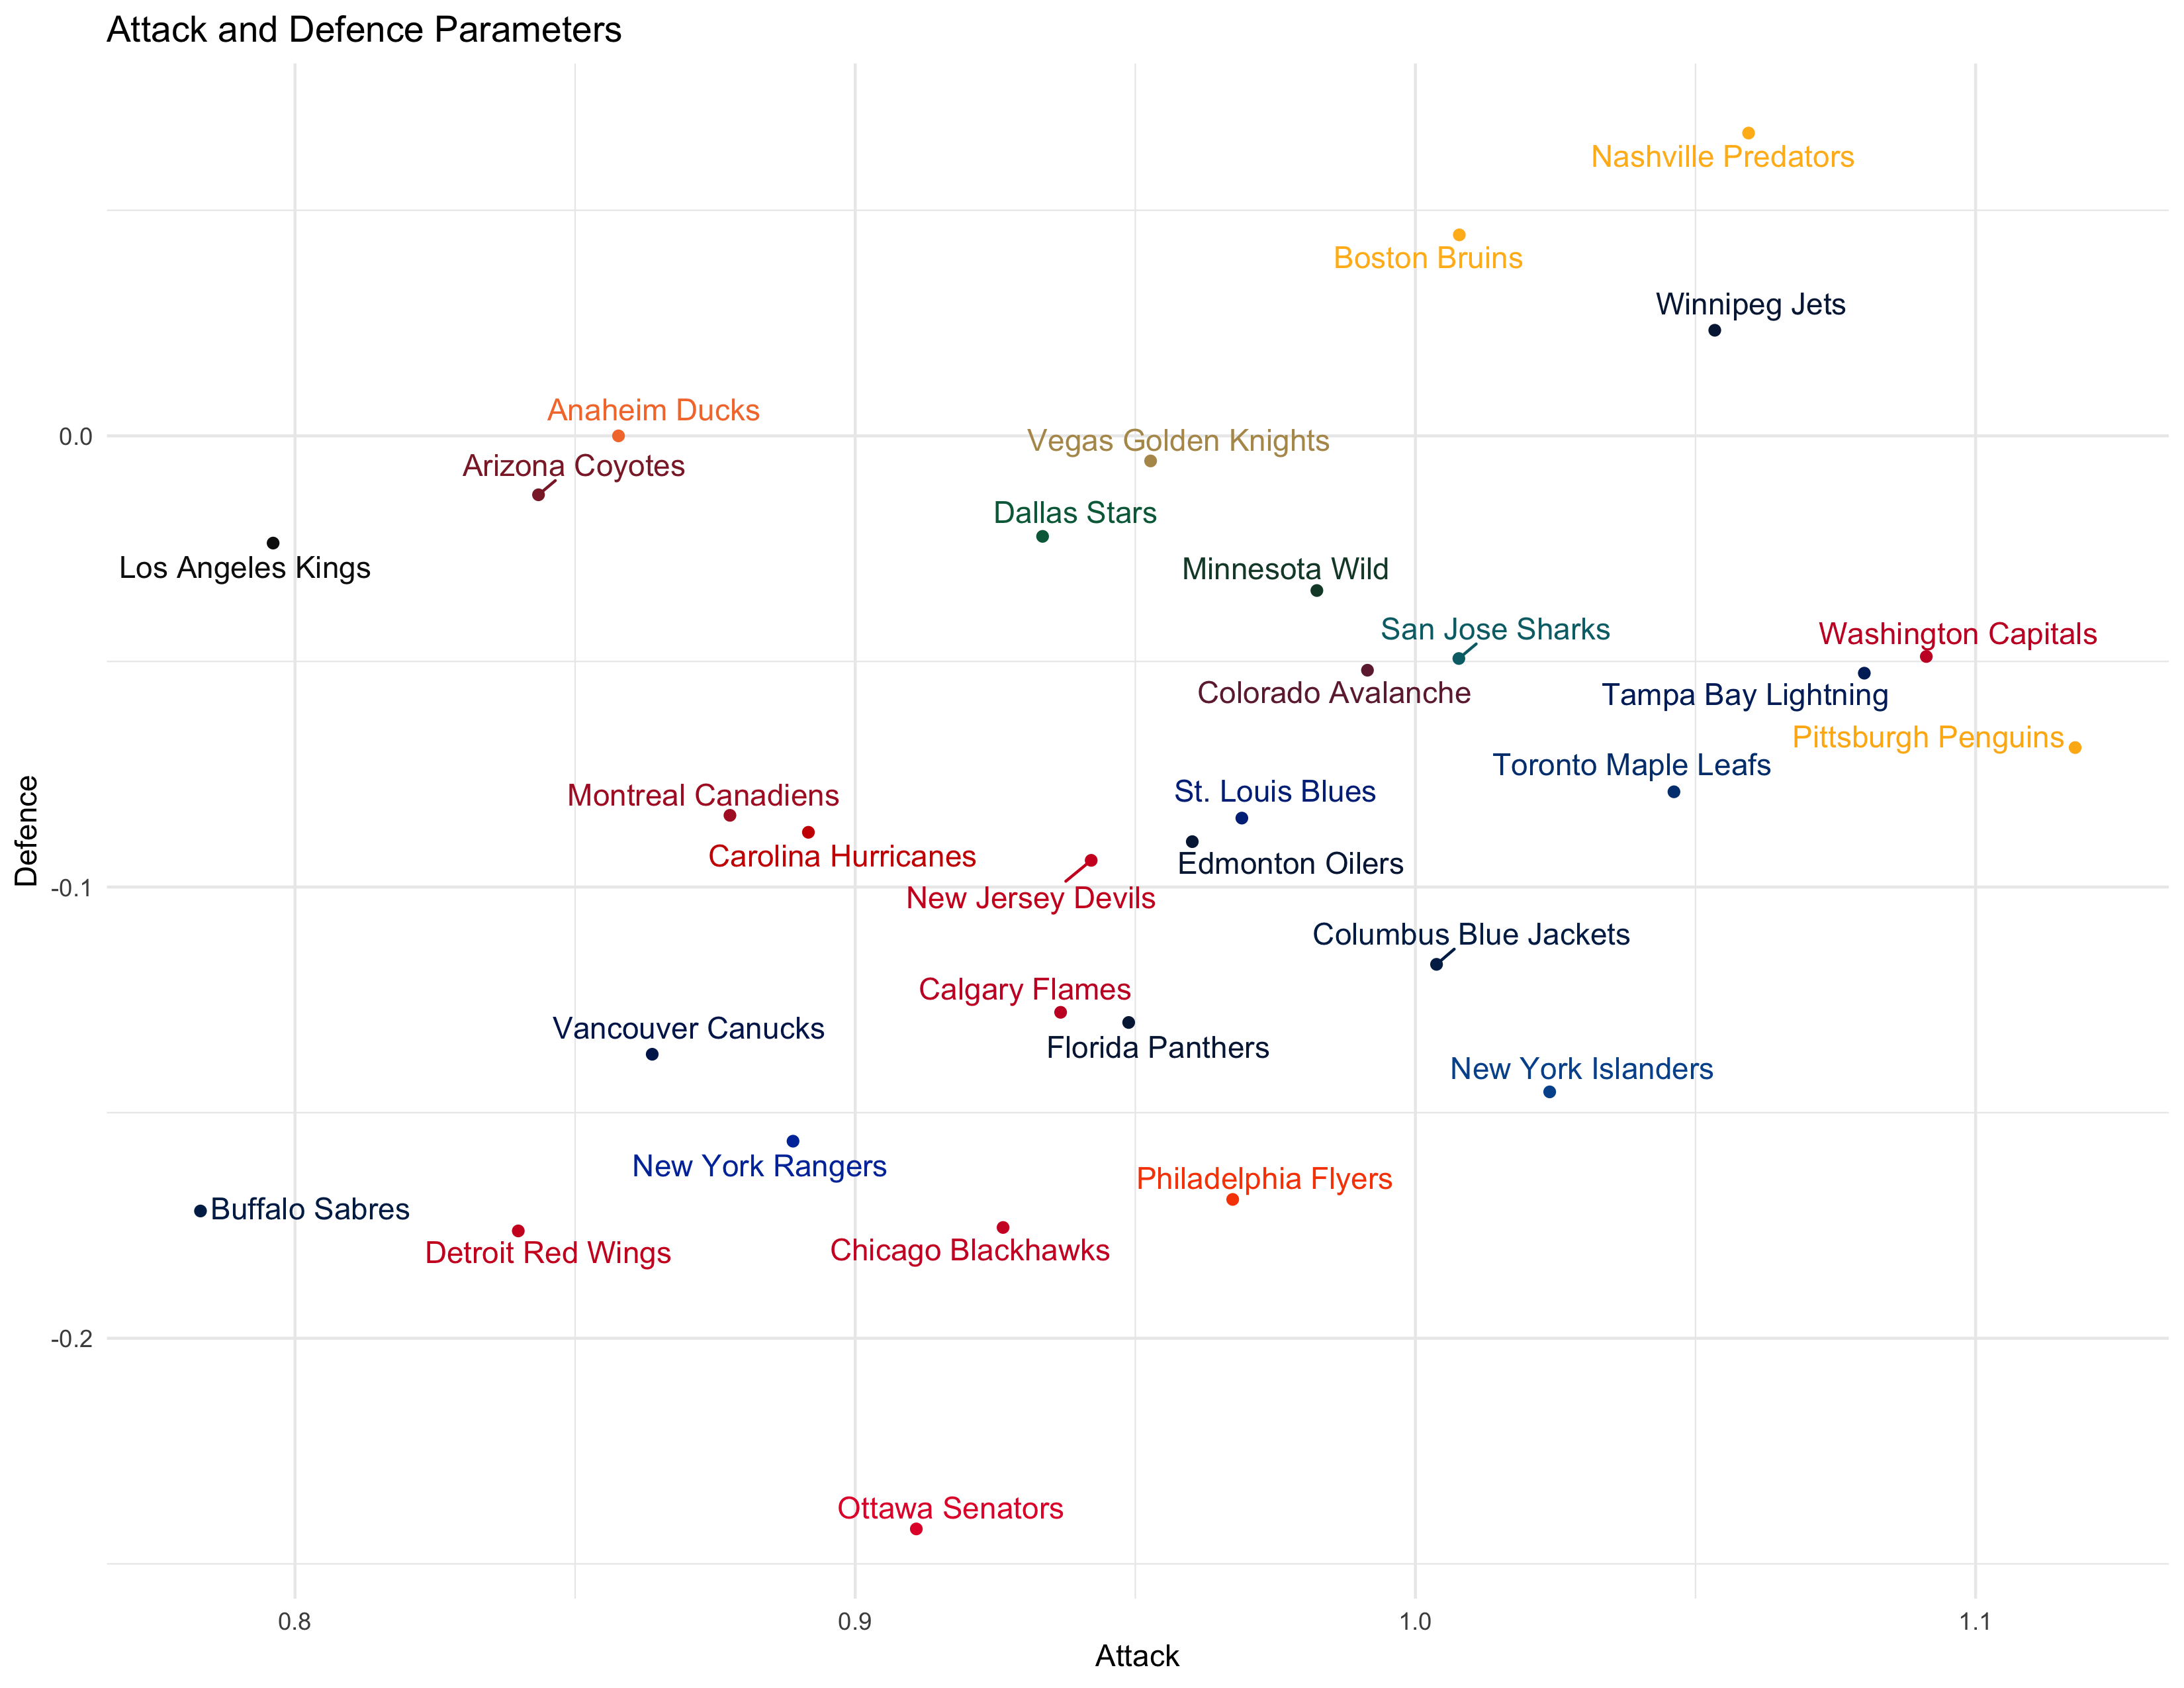 Attack and Defence Parameters
Nashville Predators
Boston Bruins
Winnipeg Jets
Anaheim Ducks
0.0
Vegas Golden Knights
Arizona Coyotes
Dallas Stars
Los Angeles Kings
Minnesota Wild
San Jose Sharks
Washington Capitals
Colorado Avalanche
Tampa Bay Lightning
Pittsburgh Penguins
Toronto Maple Leafs
St. Louis Blues
Montreal Canadiens
Defence
Carolina Hurricanes
Edmonton Oilers
-0.1
New Jersey Devils
Columbus Blue Jackets
Calgary Flames
Vancouver Canucks
Florida Panthers
New York Islanders
New York Rangers
Philadelphia Flyers
Buffalo Sabres
Detroit Red Wings
Chicago Blackhawks
-0.2
Ottawa Senators
0.8 0.9 1.0 1.1
Attack